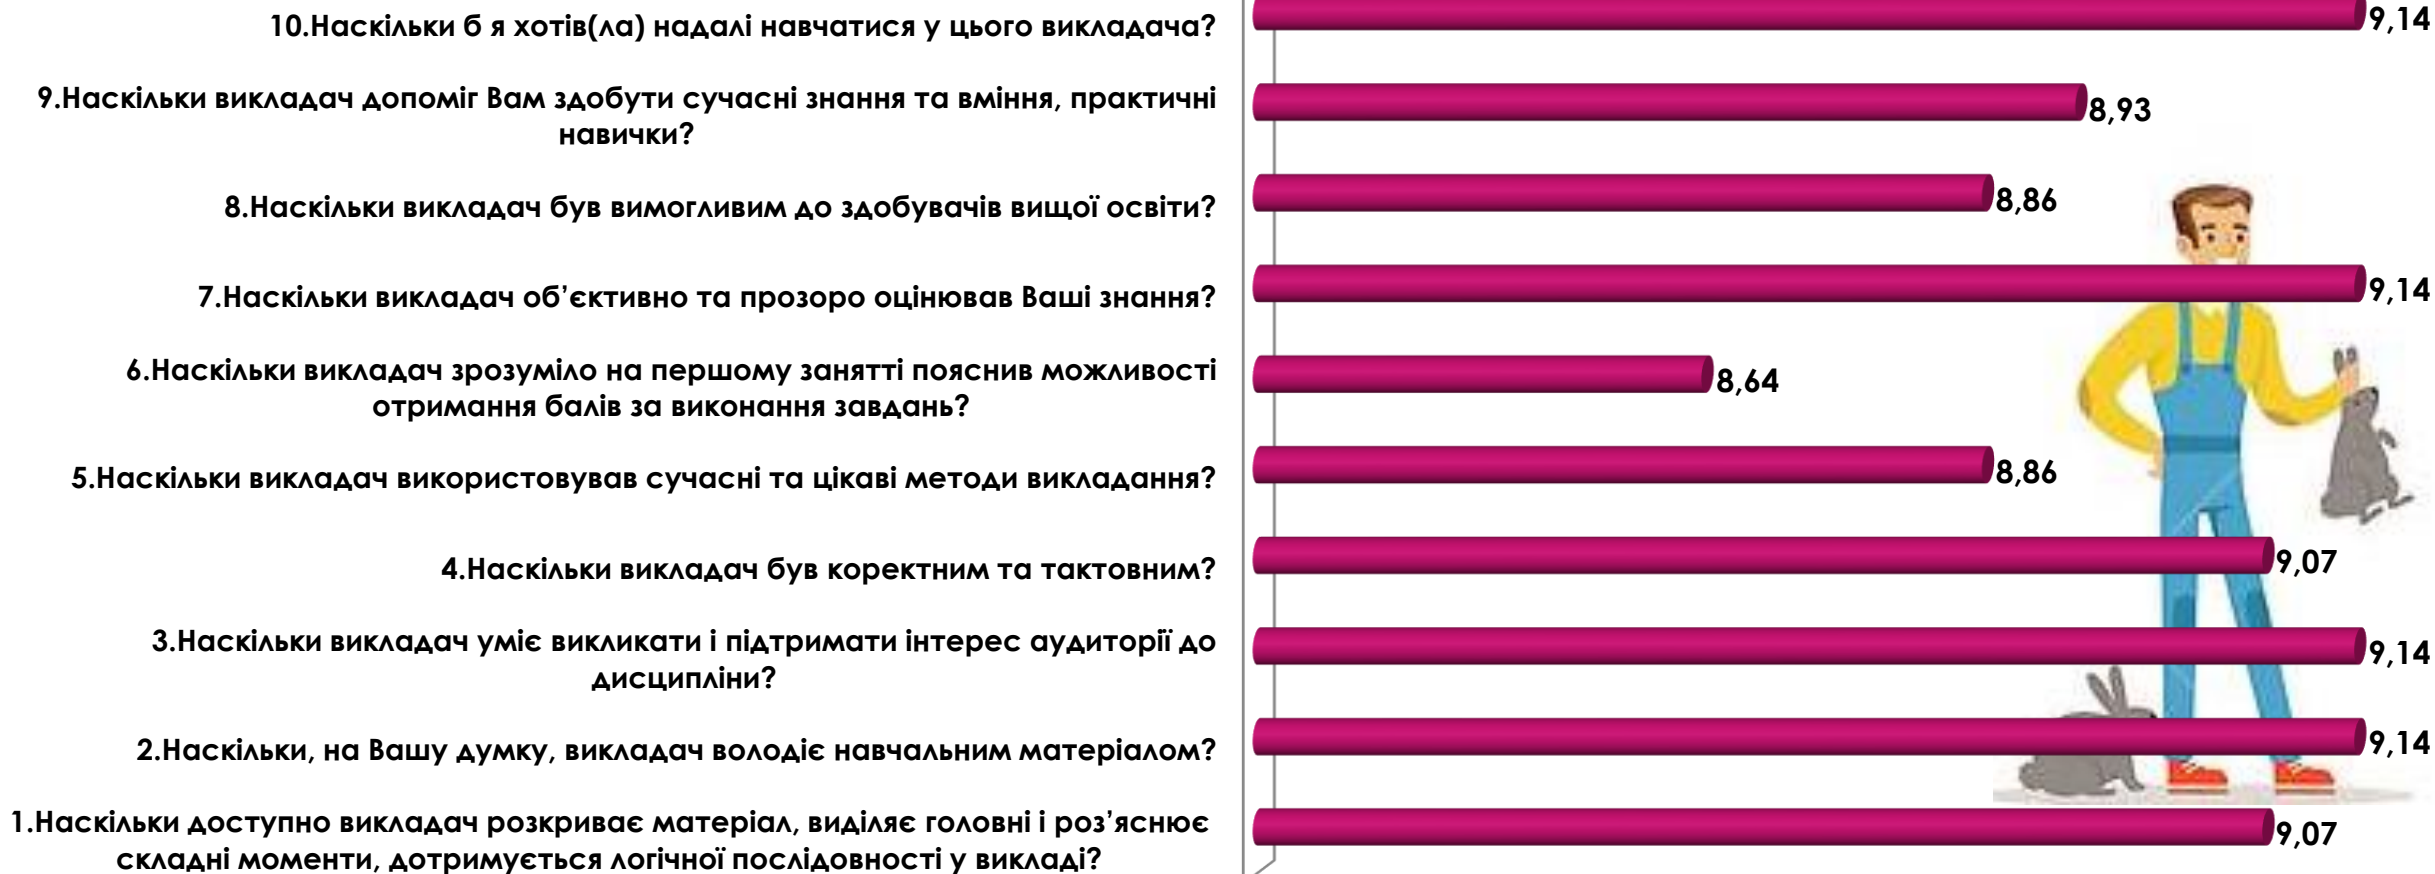 10.Наскільки б я хотів(ла) надалі навчатися у цього викладача?
9,14
9.Наскільки викладач допоміг Вам здобути сучасні знання та вміння, практичні
навички?
8,93
8.Наскільки викладач був вимогливим до здобувачів вищої освіти?
8,86
7.Наскільки викладач об’єктивно та прозоро оцінював Ваші знання?
9,14
6.Наскільки викладач зрозуміло на першому занятті пояснив можливості
отримання балів за виконання завдань?
8,64
5.Наскільки викладач використовував сучасні та цікаві методи викладання?
8,86
4.Наскільки викладач був коректним та тактовним?
9,07
3.Наскільки викладач уміє викликати і підтримати інтерес аудиторії до
дисципліни?
9,14
2.Наскільки, на Вашу думку, викладач володіє навчальним матеріалом?
9,14
1.Наскільки доступно викладач розкриває матеріал, виділяє головні і роз’яснює
складні моменти, дотримується логічної послідовності у викладі?
9,07